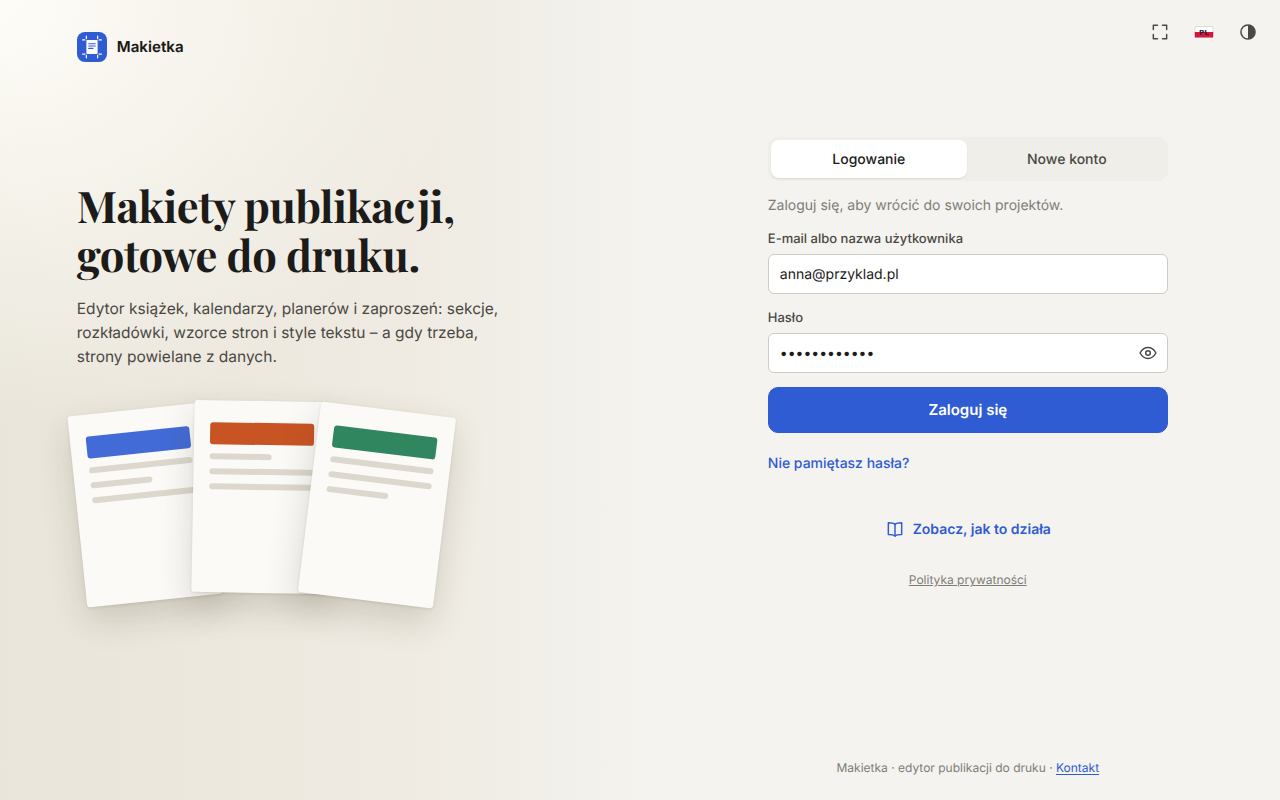 Makietka
PL
Makiety publikacji,
gotowe do druku.
Edytor książek, kalendarzy, planerów i zaproszeń: sekcje,
rozkładówki, wzorce stron i style tekstu – a gdy trzeba,
strony powielane z danych.
Logowanie
Nowe konto
Zaloguj się, aby wrócić do swoich projektów.
E-mail albo nazwa użytkownika
anna@przyklad.pl
Hasło
••••••••••••
Zaloguj się
Nie pamiętasz hasła?
Zobacz, jak to działa
Polityka prywatności
Makietka · edytor publikacji do druku · Kontakt